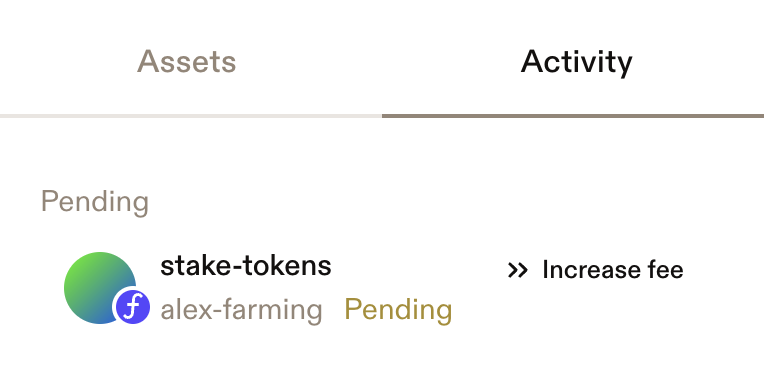 Assets Activity
Pending
stake-tokens
Increase fee
alex-farming Pending